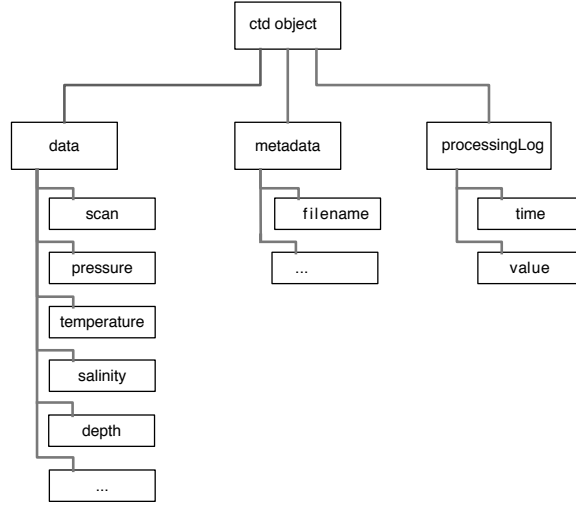 ctd object
data
metadata
processingLog
scan
filename
time
pressure
...
value
temperature
salinity
depth
...